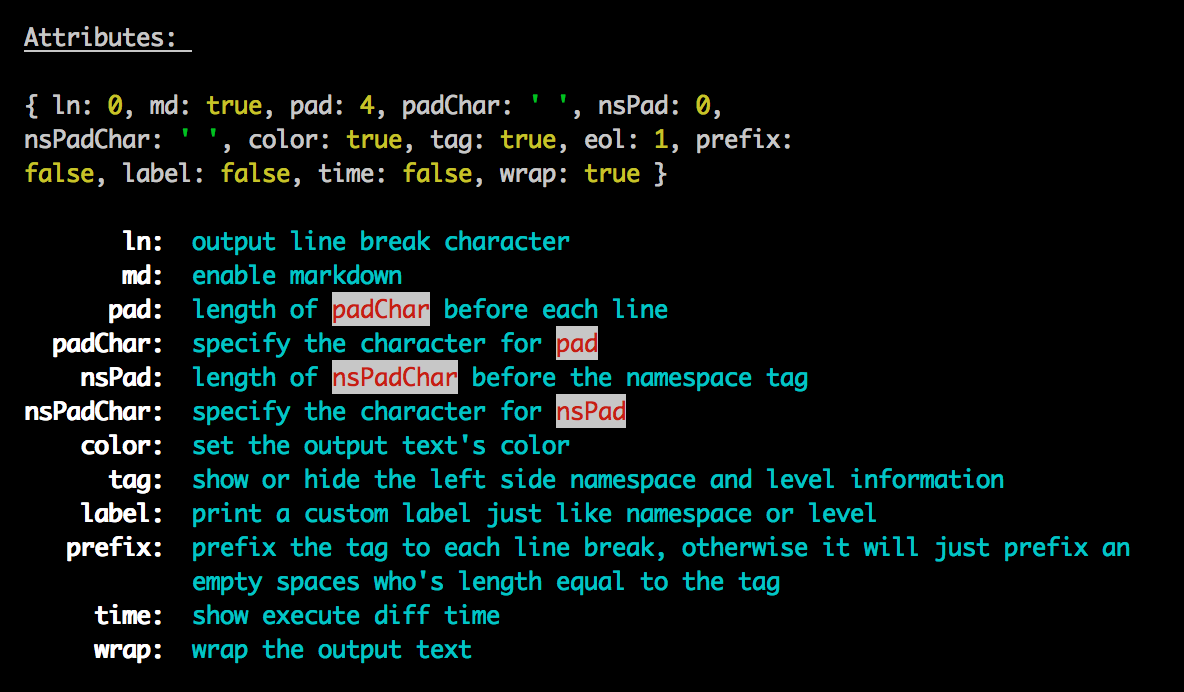 Attributes:
{ ln: 0, md: true, pad: 4, padChar: ' ', nsPad: 0,
nsPadChar: ' ', color: true, tag: true, eol: 1, prefix:
false, label: false, time: false, wrap: true }
ln: output line break character
md: enable markdown
pad: length of padChar before each line
padChar: specify the character for pad
nsPad: length of nsPadChar before the namespace tag
nsPadChar: specify the character for nsPad
color: set the output text's color
tag: show or hide the left side namespace and level information
label: print a custom label just like namespace or level
prefix: prefix the tag to each line break, otherwise it will just prefix an
empty spaces who's length equal to the tag
time: show execute diff time
wrap: wrap the output text